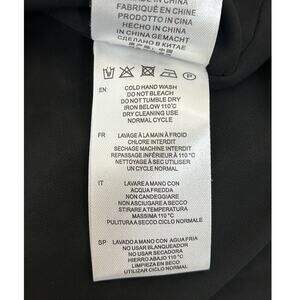 MADE IN CHINA
FABRIQUÉ EN CHINE
PRODOTTO IN CINA
HECHO IN CHINA
IN CHINA GEMACHT
СДЕЛАНО В КИТАЕ
EN COLD HAND WASH
DO NOT BLEACH
DO NOT TUMBLE DRY
IRON BELOW 110°C
DRY CLEANING USE
NORMAL CYCLE
FR LAVAGE À LA MAIN À FROID
CHLORE INTERDIT
SECHAGE MACHINE INTERDIT
REPASSAGE INFÉRIEUR À 110 °C
NETTOYAGE À SEC UTILISER
UN CYCLE NORMAL
IT LAVARE A MANO CON
ACQUA FREDDA
NON CANDEGGIARE
NON ASCIUGARE A SECCO
STIRARE A TEMPERATURA
MASSIMA 110 °C
PULITURA A SECCO CICLO NORMALE
SP LAVADO A MANO CON AGUA FRIA
NO USAR BLANQUEADOR
NO USAR SECADORA
HIERRO ABAJO 110 °C
LIMPIEZA EN SECO
UTILIZAR CICLO NORMAL